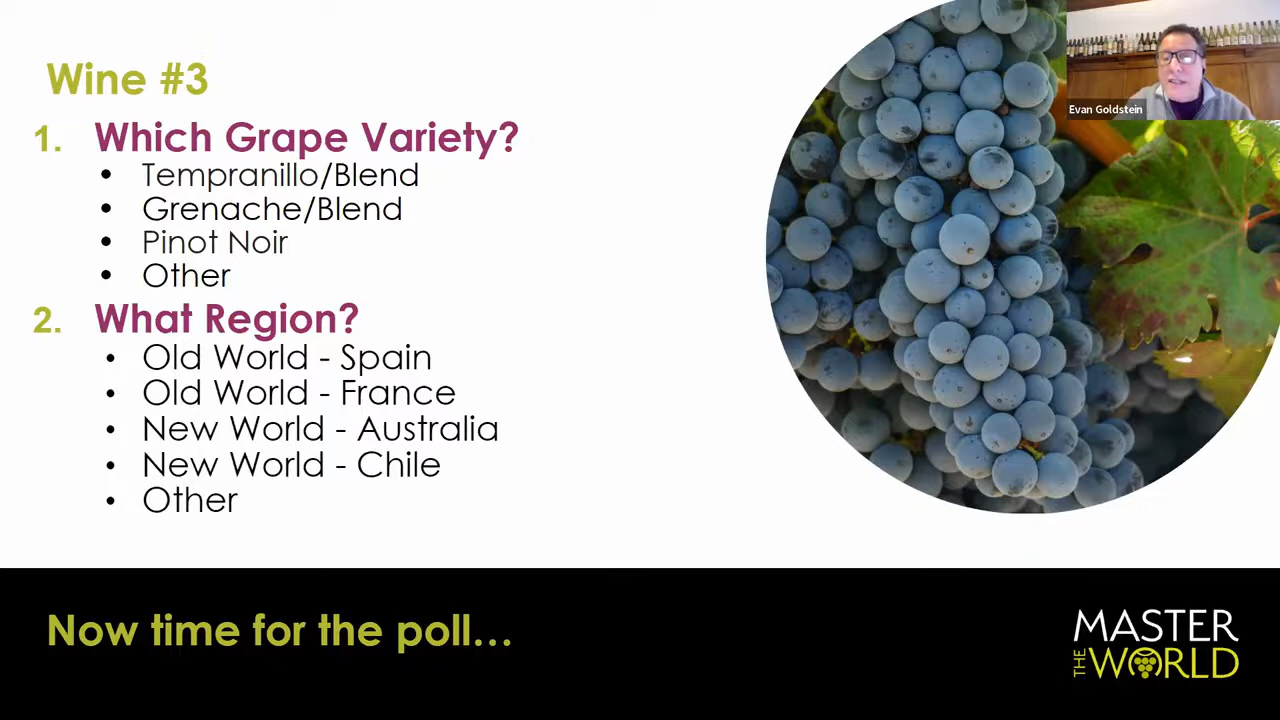 Wine #3
1. Which Grape Variety?
• Tempranillo/Blend
• Grenache/Blend
• Pinot Noir
• Other
2. What Region?
• Old World - Spain
• Old World - France
• New World - Australia
• New World - Chile
• Other
Evan Goldstein
Now time for the poll...
MASTER
THE WORLD